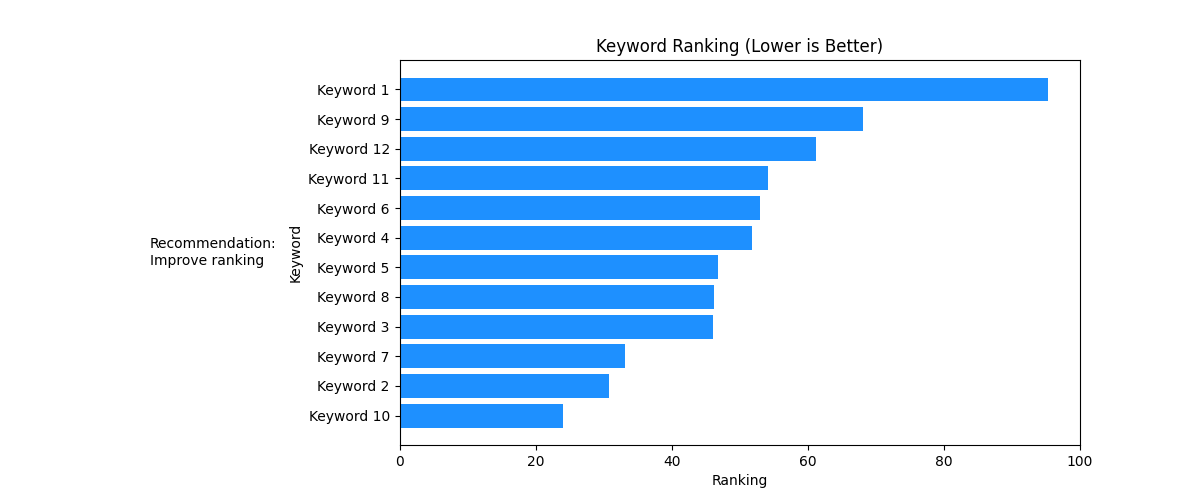 Keyword Ranking (Lower is Better)
Keyword 1
Keyword 9
Keyword 12
Keyword 11
Keyword 6
Keyword 4
Keyword 5
Keyword 8
Keyword 3
Keyword 7
Keyword 2
Keyword 10
Keyword
Recommendation:
Improve ranking
0 20 40 60 80 100
Ranking